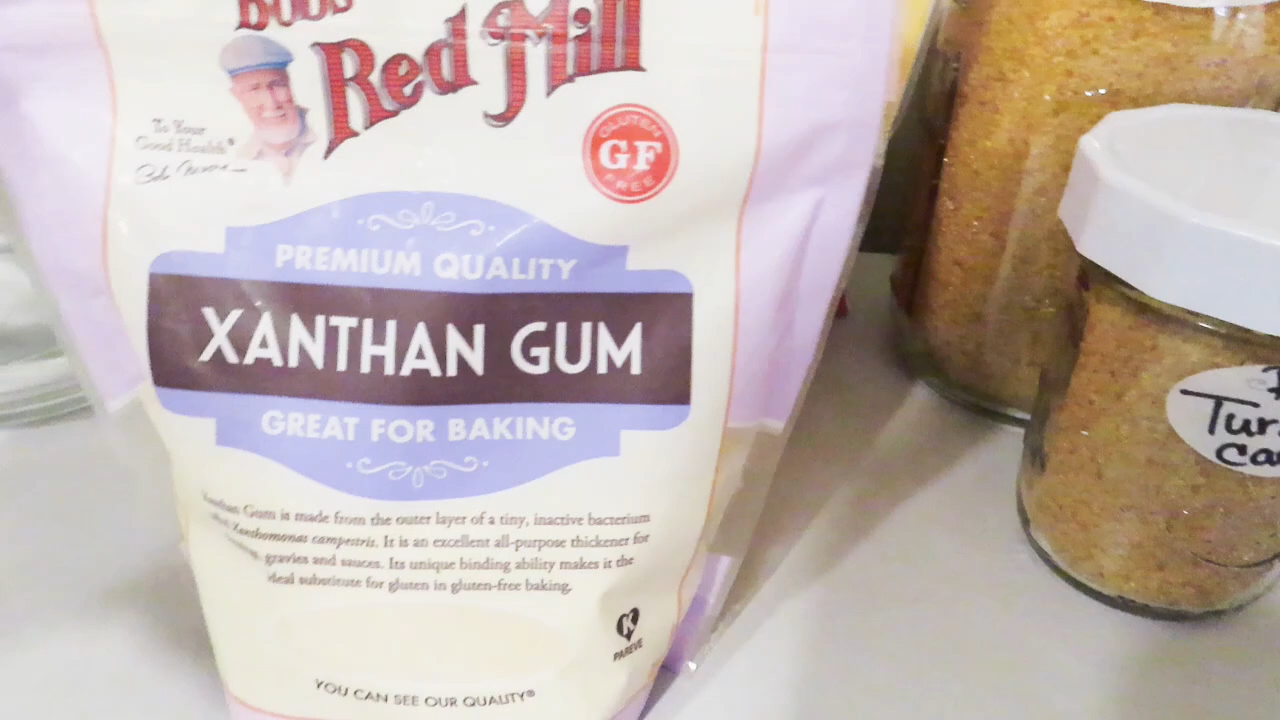 Bob's
Red Mill
To Your
Good Health®
GLUTEN
GF
FREE
PREMIUM QUALITY
XANTHAN GUM
GREAT FOR BAKING
Xanthan Gum is made from the outer layer of a tiny, inactive bacterium
Xanthomonas campestris. It is an excellent all-purpose thickener for
gravies and sauces. Its unique binding ability makes it the
ideal substitute for gluten in gluten-free baking.
K
PAREVE
YOU CAN SEE OUR QUALITY®